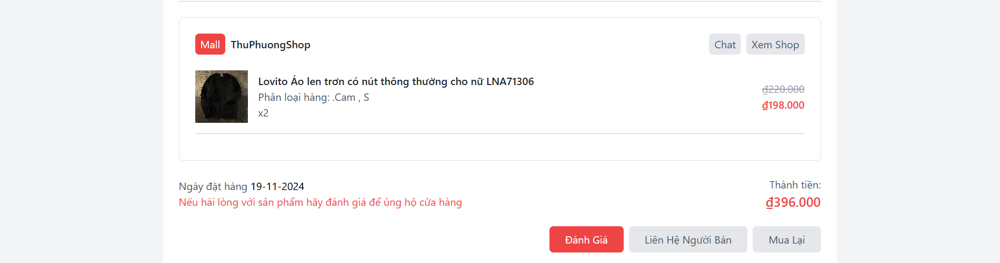 Mall ThuPhuongShop
Chat Xem Shop
Lovito Áo len trơn có nút thông thường cho nữ LNA71306
Phân loại hàng: .Cam , S
x2
₫220.000
₫198.000
Ngày đặt hàng 19-11-2024
Nếu hài lòng với sản phẩm hãy đánh giá để ủng hộ cửa hàng
Thành tiền:
₫396.000
Đánh Giá Liên Hệ Người Bán Mua Lại